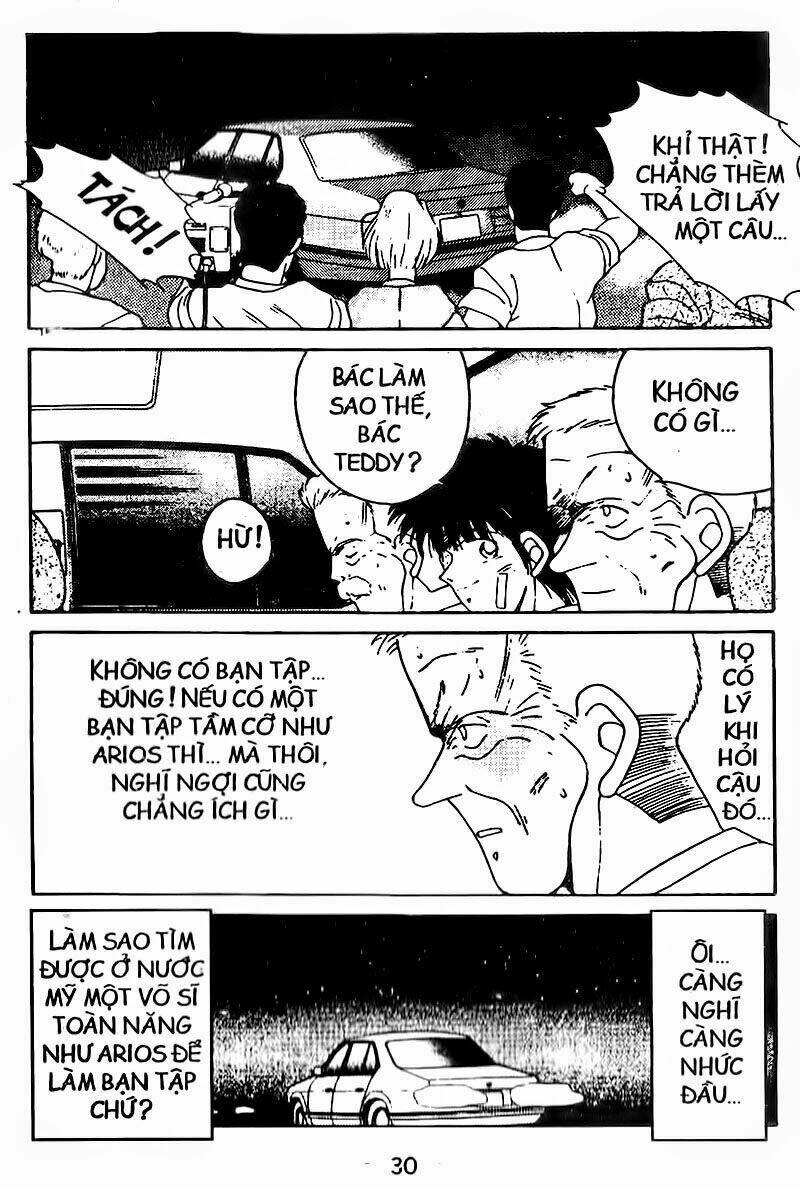 TÁCH!
KHỈ THẬT!
CHẲNG THÈM
TRẢ LỜI LẤY
MỘT CÂU...
HỪ!
BÁC LÀM
SAO THẾ,
BÁC
TEDDY?
KHÔNG
CÓ GÌ...
KHÔNG CÓ BẠN TẬP...
ĐÚNG! NẾU CÓ MỘT
BẠN TẬP TẦM CỠ NHƯ
ARIOS THÌ... MÀ THÔI,
NGHĨ NGỢI CŨNG
CHẲNG ÍCH GÌ...
HỌ
CÓ
LÝ
KHI
HỎI
CẬU
ĐÓ...
LÀM SAO TÌM
ĐƯỢC Ở NƯỚC
MỸ MỘT VÕ SĨ
TOÀN NĂNG
NHƯ ARIOS ĐỂ
LÀM BẠN TẬP
CHỨ?
ÔI...
CÀNG
NGHĨ
CÀNG
NHỨC
ĐẦU...
30